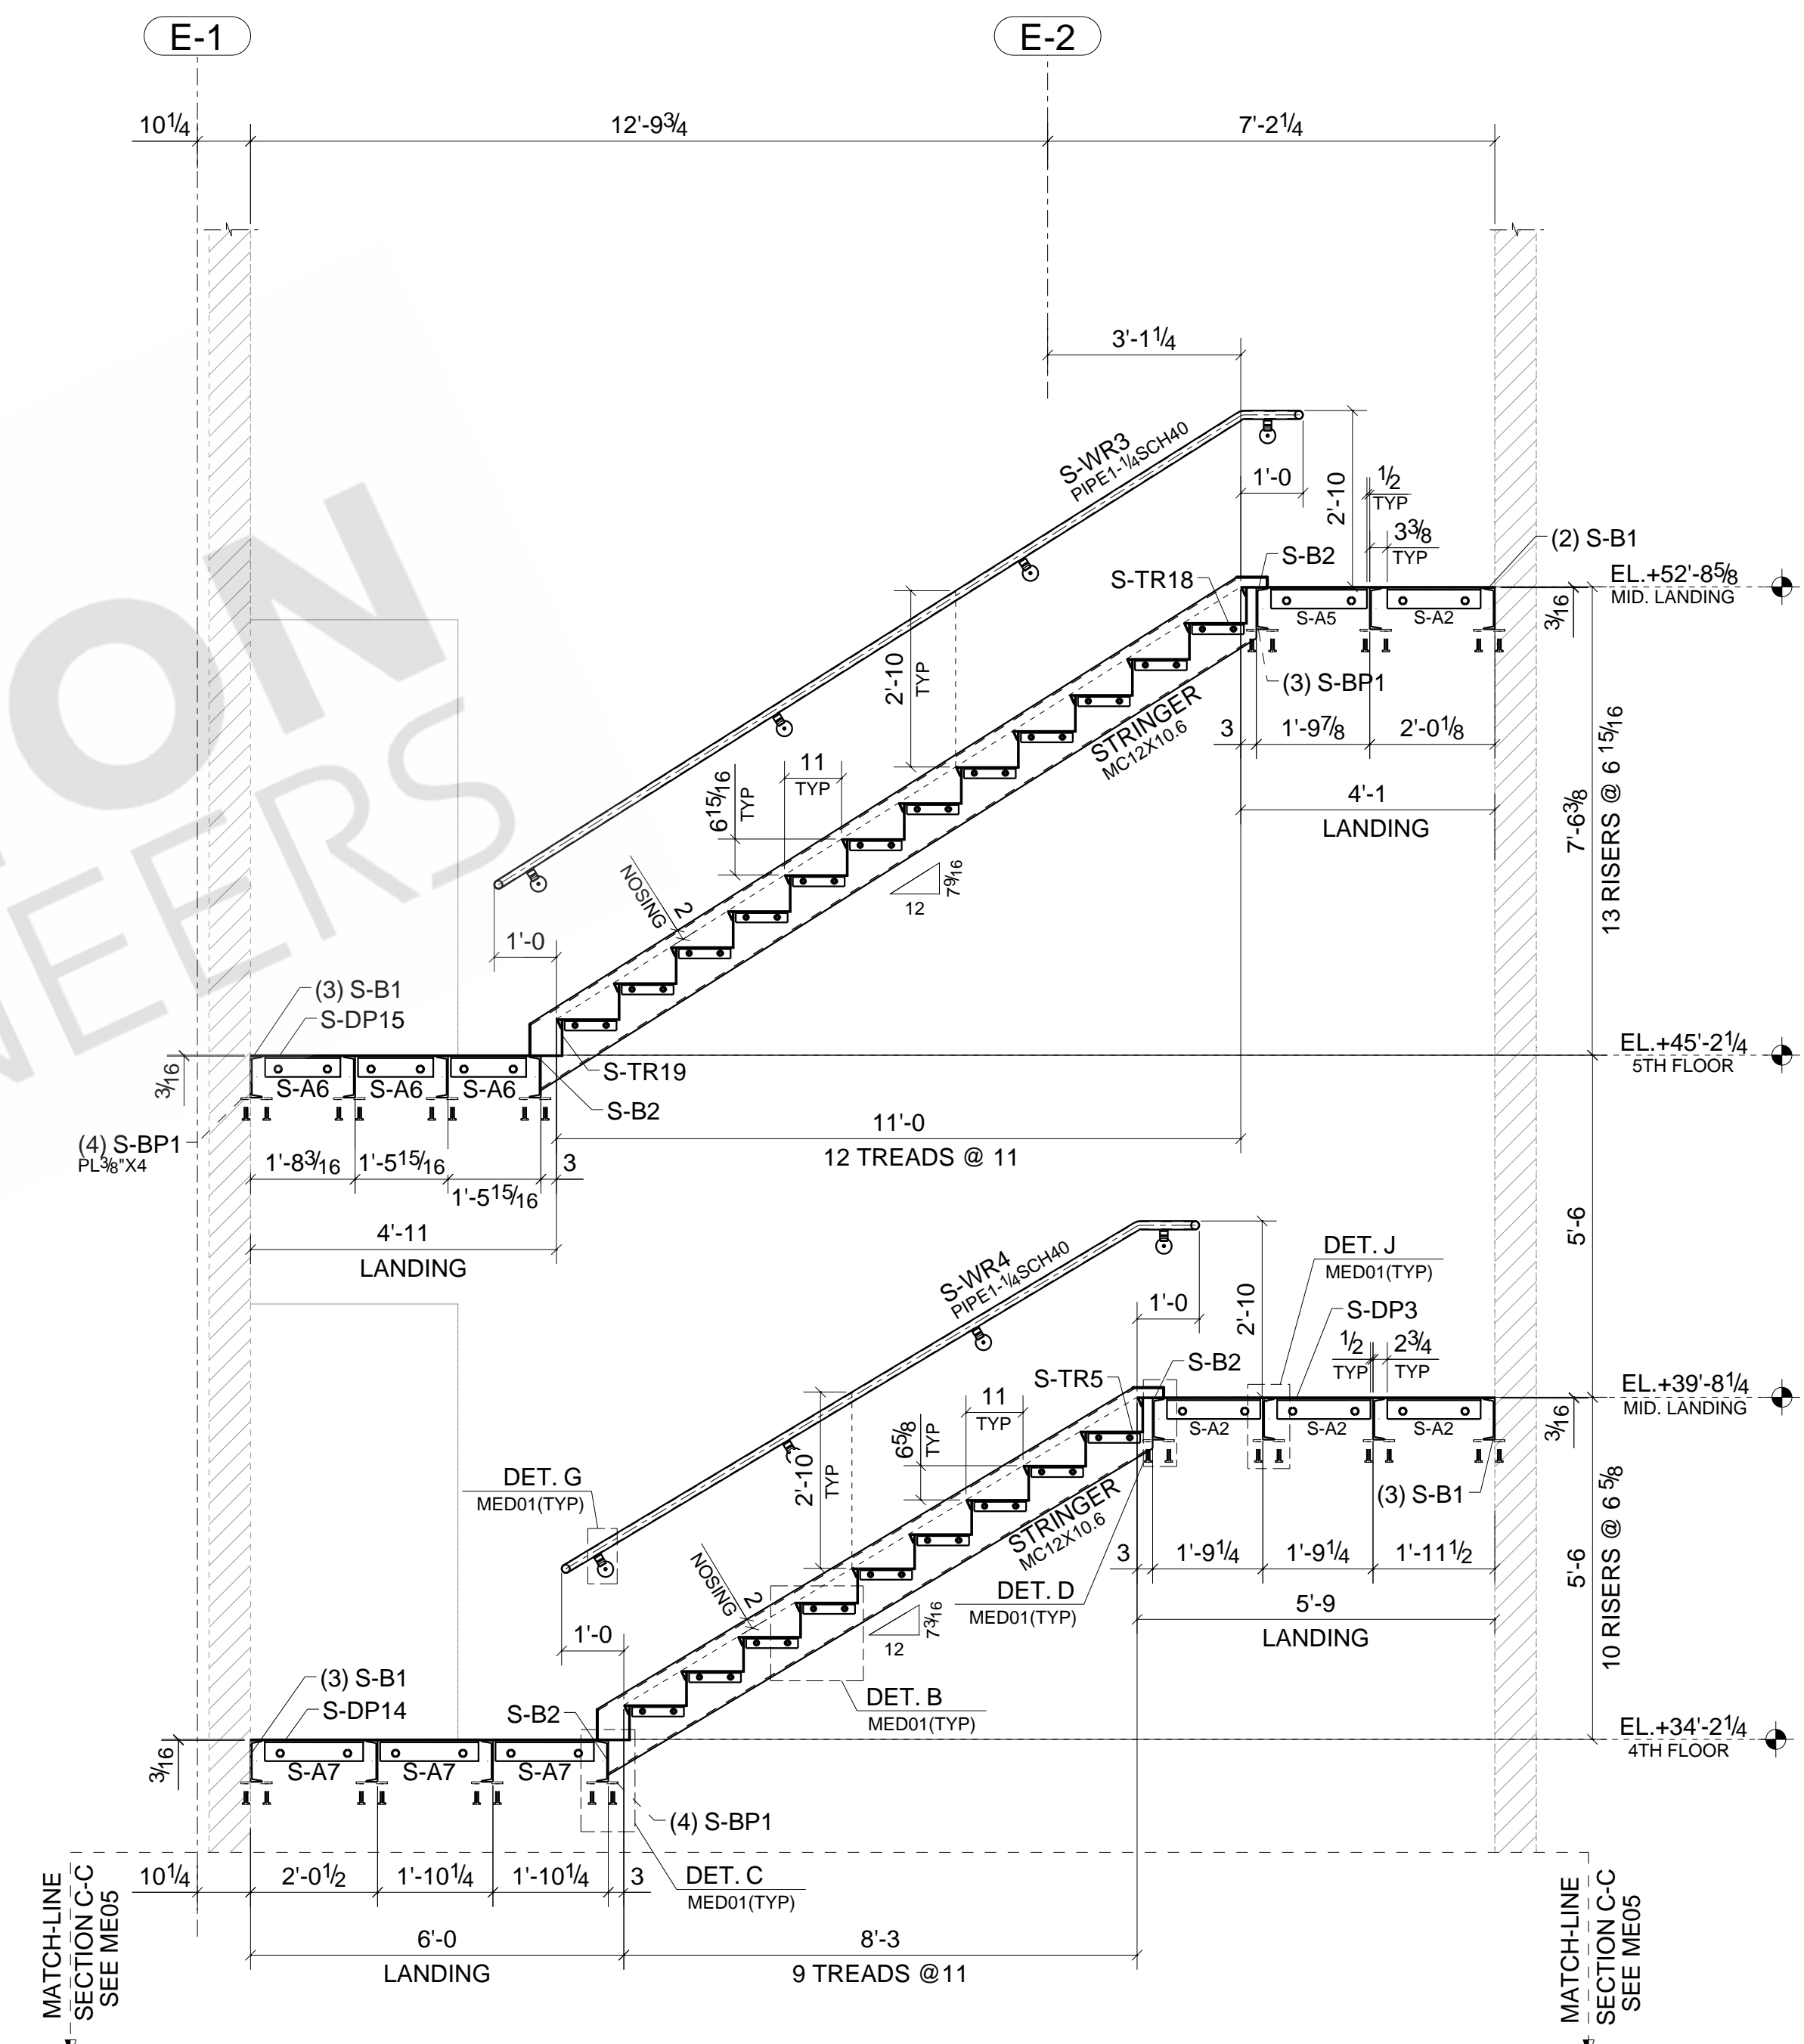 E-1
E-2
10 1/4
12'-9 3/4
7'-2 1/4
3'-1 1/4
S-WR3
PIPE1-1/4SCH40
1'-0
2'-10
1/2
TYP
3 3/8
TYP
(2) S-B1
S-B2
S-TR18
EL.+52'-8 5/8
MID. LANDING
S-A5
S-A2
3/16
2'-10
TYP
(3) S-BP1
STRINGER
MC12X10.6
3
1'-9 7/8
2'-0 1/8
11
TYP
6 15/16
TYP
4'-1
LANDING
7'-6 3/8
13 RISERS @ 6 15/16
ON
NEERS
2
NOSING
12
7 9/16
1'-0
(3) S-B1
S-DP15
EL.+45'-2 1/4
5TH FLOOR
3/16
S-A6
S-A6
S-A6
S-TR19
S-B2
(4) S-BP1
PL3/8"X4
11'-0
12 TREADS @ 11
1'-8 3/16
1'-5 15/16
1'-5 15/16
3
4'-11
LANDING
5'-6
S-WR4
PIPE1-1/4SCH40
1'-0
2'-10
DET. J
MED01(TYP)
S-DP3
1/2
TYP
2 3/4
TYP
S-B2
S-TR5
EL.+39'-8 1/4
MID. LANDING
3/16
S-A2
S-A2
S-A2
11
TYP
6 5/8
TYP
2'-10
TYP
DET. G
MED01(TYP)
STRINGER
MC12X10.6
(3) S-B1
3
1'-9 1/4
1'-9 1/4
1'-11 1/2
DET. D
MED01(TYP)
5'-9
LANDING
5'-6
10 RISERS @ 6 5/8
2
NOSING
12
7 3/16
1'-0
(3) S-B1
S-DP14
S-B2
DET. B
MED01(TYP)
EL.+34'-2 1/4
4TH FLOOR
3/16
S-A7
S-A7
S-A7
(4) S-BP1
DET. C
MED01(TYP)
10 1/4
2'-0 1/2
1'-10 1/4
1'-10 1/4
3
6'-0
LANDING
8'-3
9 TREADS @11
MATCH-LINE
SECTION C-C
SEE ME05
MATCH-LINE
SECTION C-C
SEE ME05